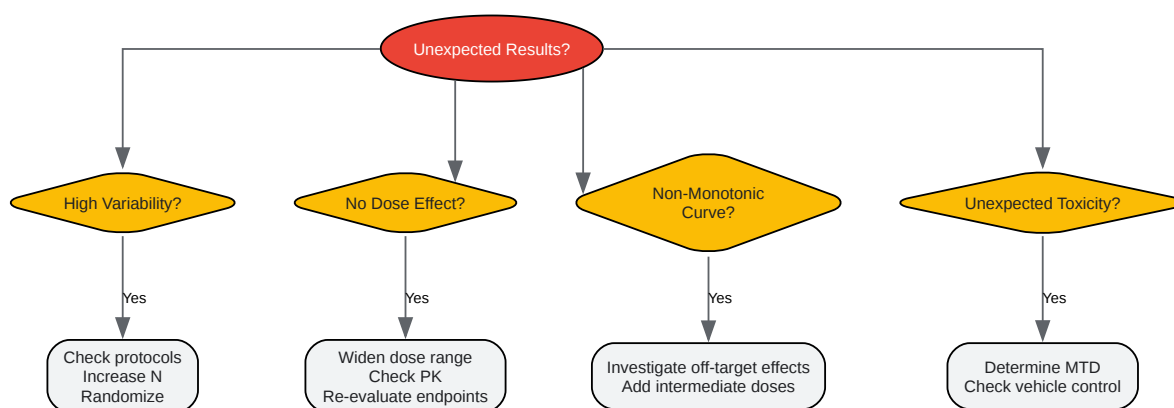 Unexpected Results?
High Variability?
No Dose Effect?
Non-Monotonic
Curve?
Unexpected Toxicity?
Yes
Yes
Yes
Yes
Check protocols
Increase N
Randomize
Widen dose range
Check PK
Re-evaluate endpoints
Investigate off-target effects
Add intermediate doses
Determine MTD
Check vehicle control